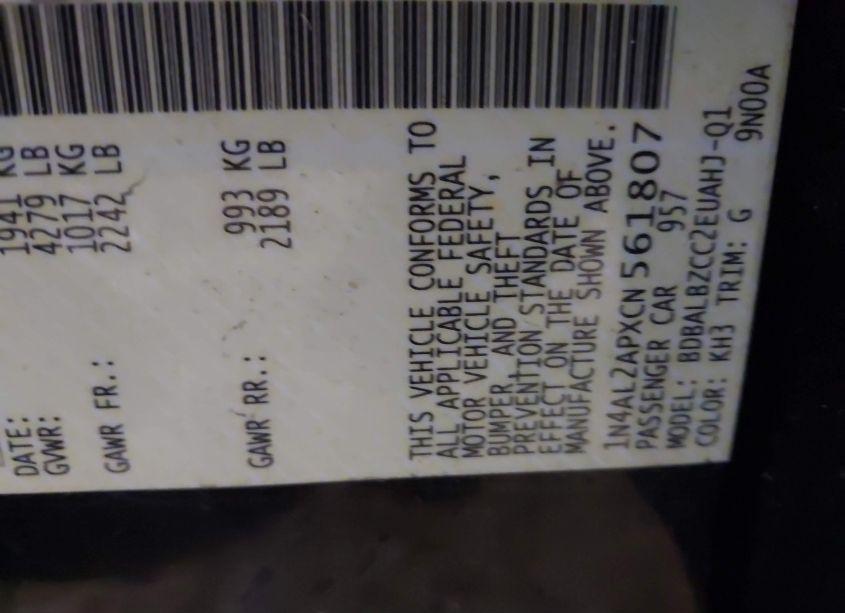 DATE:
GVWR: 1941 KG
4279 LB
GAWR FR.: 1017 KG
2242 LB
GAWR RR.: 993 KG
2189 LB
THIS VEHICLE CONFORMS TO
ALL APPLICABLE FEDERAL
MOTOR VEHICLE SAFETY,
BUMPER, AND THEFT
PREVENTION STANDARDS IN
EFFECT ON THE DATE OF
MANUFACTURE SHOWN ABOVE.
1N4AL2APXCN561807
PASSENGER CAR 957
MODEL: BDBALBZCC2EUAHJ-Q1
COLOR: KH3 TRIM: G 9N00A